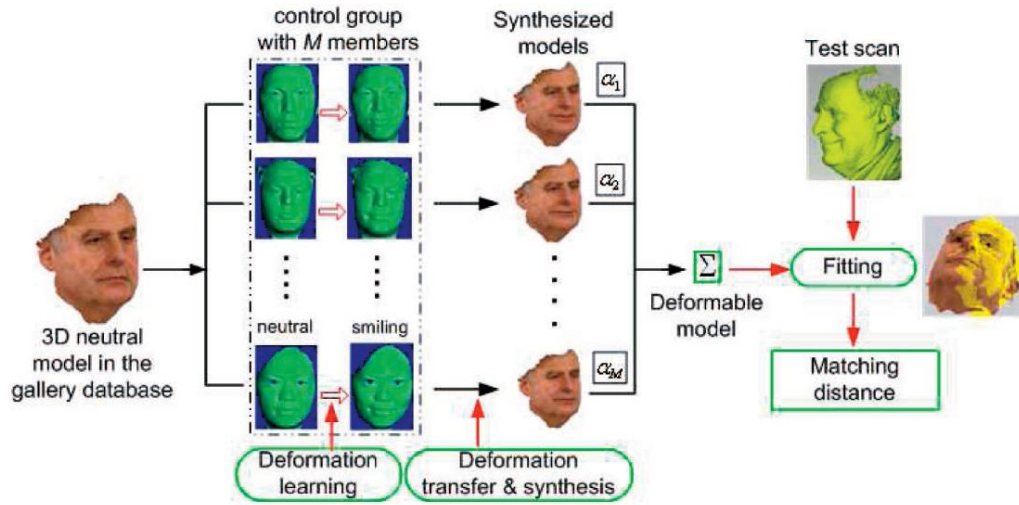 control group
with M members
Synthesized
models
Test scan
α1
α2
3D neutral
model in the
gallery database
neutral
smiling
Σ
Deformable
model
Fitting
αM
Matching
distance
Deformation
learning
Deformation
transfer & synthesis